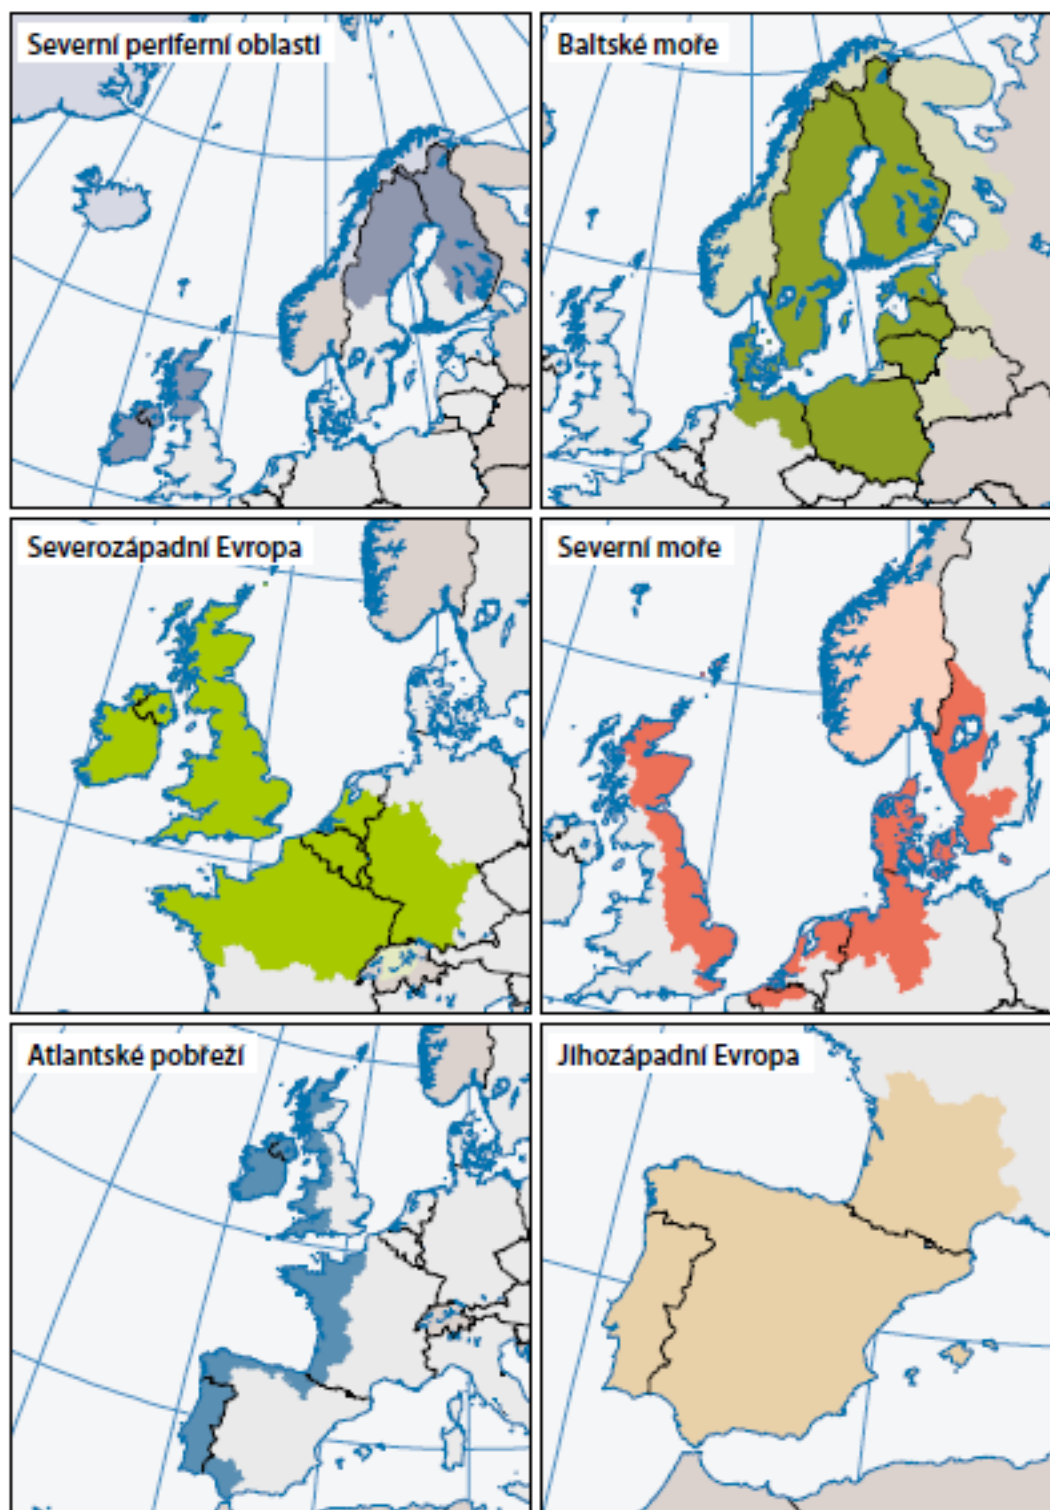 Severní periferní oblasti
Baltské moře
Severozápadní Evropa
Severní moře
Atlantské pobřeží
Jihozápadní Evropa